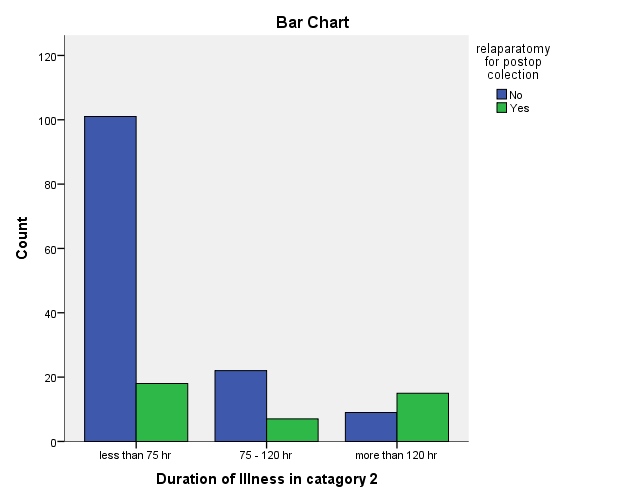 Bar Chart
relaparatomy
for postop
colection
No
Yes
120
100
80
60
40
20
0
Count
less than 75 hr
75 - 120 hr
more than 120 hr
Duration of Illness in catagory 2